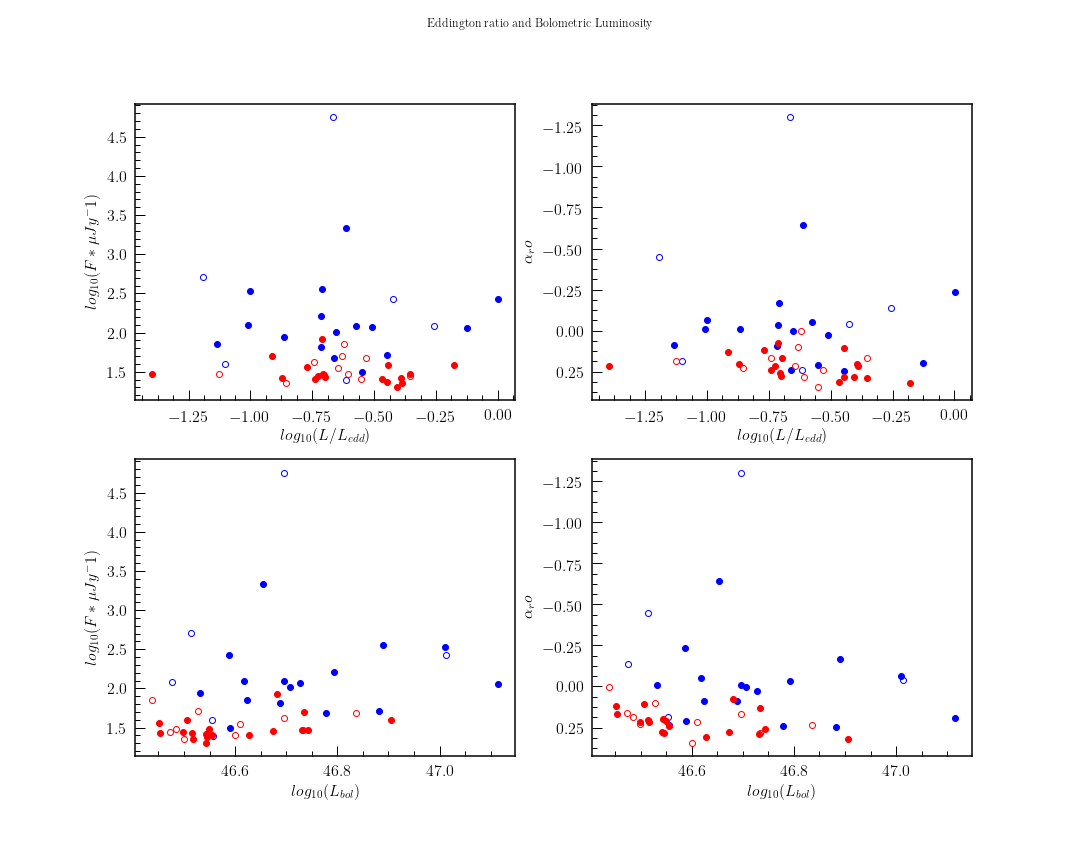 Eddington ratio and Bolometric Luminosity
4.5
4.0
3.5
3.0
2.5
2.0
1.5
log10(F * μJy−1)
−1.25 −1.00 −0.75 −0.50 −0.25 0.00
log10(L/Ledd)
−1.25
−1.00
−0.75
−0.50
−0.25
0.00
0.25
αro
−1.25 −1.00 −0.75 −0.50 −0.25 0.00
log10(L/Ledd)
4.5
4.0
3.5
3.0
2.5
2.0
1.5
log10(F * μJy−1)
46.6 46.8 47.0
log10(Lbol)
−1.25
−1.00
−0.75
−0.50
−0.25
0.00
0.25
αro
46.6 46.8 47.0
log10(Lbol)